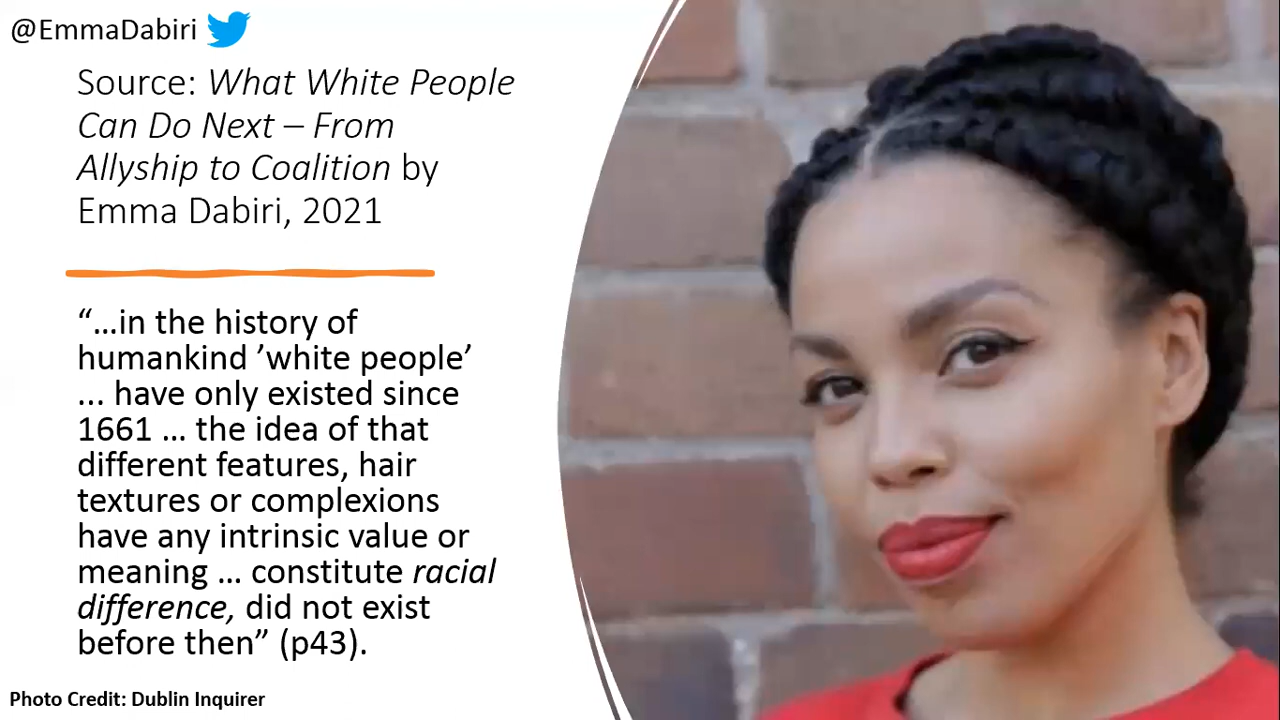 @EmmaDabiri
Source: What White People
Can Do Next – From
Allyship to Coalition by
Emma Dabiri, 2021
“…in the history of
humankind ’white people’
... have only existed since
1661 … the idea of that
different features, hair
textures or complexions
have any intrinsic value or
meaning … constitute racial
difference, did not exist
before then” (p43).
Photo Credit: Dublin Inquirer